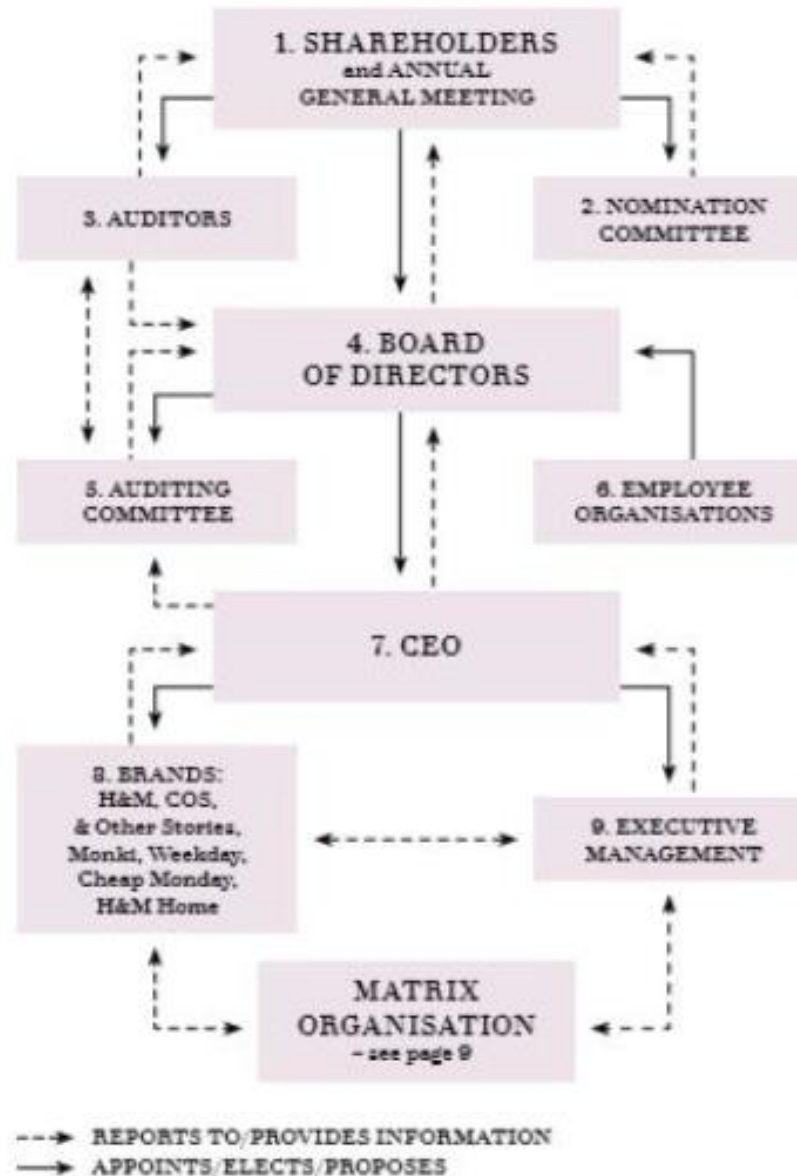 1. SHAREHOLDERS
and ANNUAL
GENERAL MEETING
3. AUDITORS
2. NOMINATION
COMMITTEE
4. BOARD
OF DIRECTORS
5. AUDITING
COMMITTEE
6. EMPLOYEE
ORGANISATIONS
7. CEO
8. BRANDS:
H&M, COS,
& Other Stories,
Monki, Weekday,
Cheap Monday,
H&M Home
9. EXECUTIVE
MANAGEMENT
MATRIX
ORGANISATION
– see page 9
REPORTS TO/PROVIDES INFORMATION
APPOINTS/ELECTS/PROPOSES